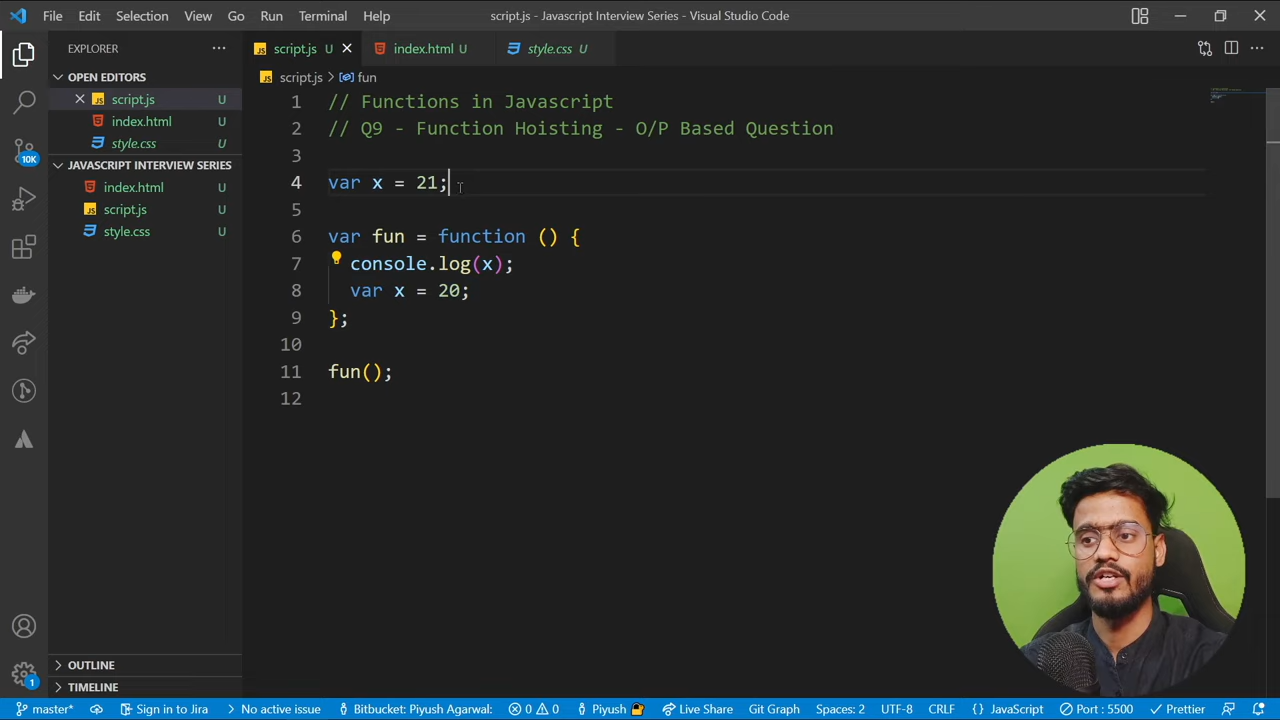 File Edit Selection View Go Run Terminal Help script.js - Javascript Interview Series - Visual Studio Code
EXPLORER
OPEN EDITORS
script.js U
index.html U
style.css U
JAVASCRIPT INTERVIEW SERIES
index.html U
script.js U
style.css U
OUTLINE
TIMELINE
10K
1
JS script.js U
index.html U
style.css U
JS script.js > fun
1 // Functions in Javascript
2 // Q9 - Function Hoisting - O/P Based Question
3
4 var x = 21;
5
6 var fun = function () {
7 console.log(x);
8 var x = 20;
9 };
10
11 fun();
12
master* Sign in to Jira No active issue Bitbucket: Piyush Agarwal: 0 0 Piyush Live Share Git Graph Spaces: 2 UTF-8 CRLF {} JavaScript Port : 5500 Prettier